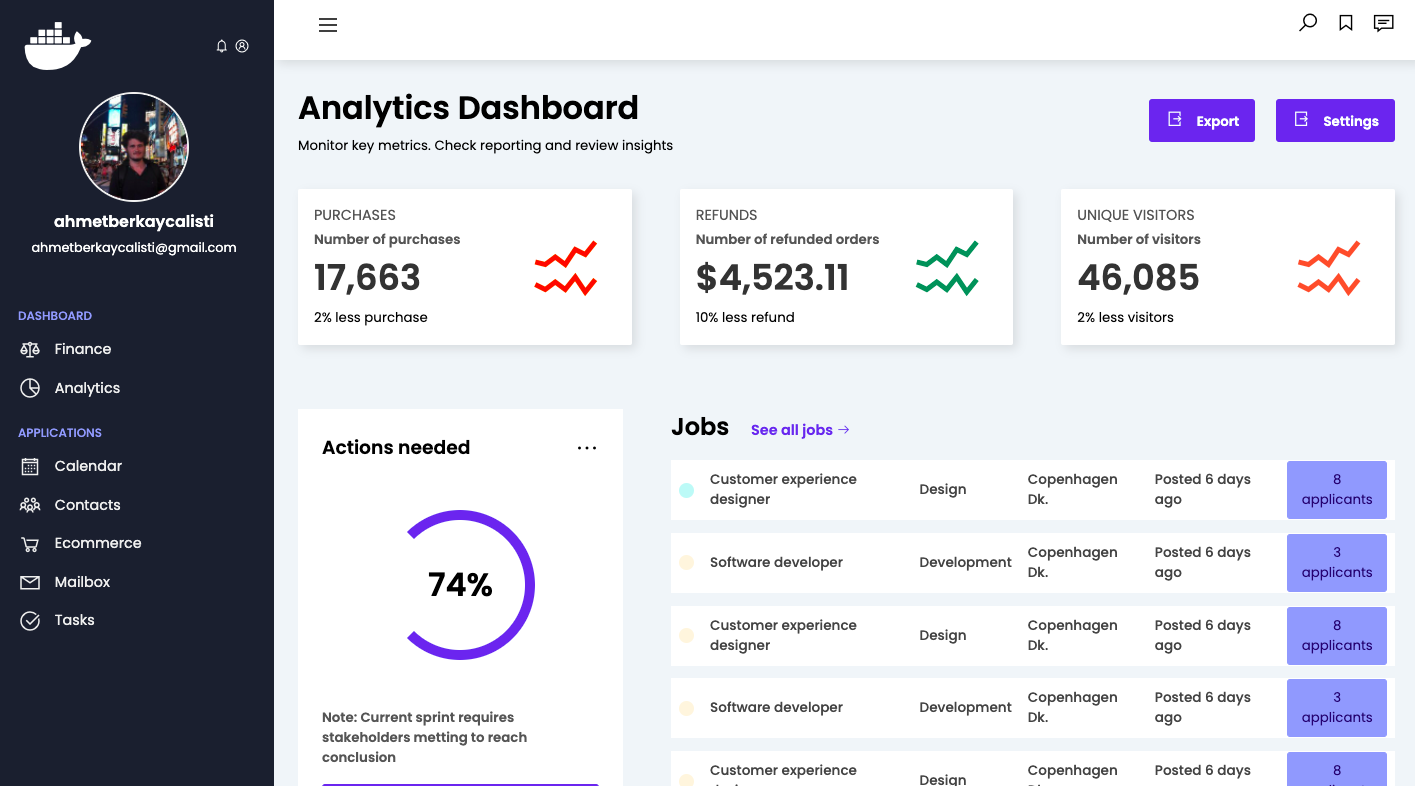 ahmetberkaycalisti
ahmetberkaycalisti@gmail.com
DASHBOARD
Finance
Analytics
APPLICATIONS
Calendar
Contacts
Ecommerce
Mailbox
Tasks
Analytics Dashboard
Monitor key metrics. Check reporting and review insights
Export
Settings
PURCHASES
Number of purchases
17,663
2% less purchase
REFUNDS
Number of refunded orders
$4,523.11
10% less refund
UNIQUE VISITORS
Number of visitors
46,085
2% less visitors
Actions needed
74%
Note: Current sprint requires
stakeholders metting to reach
conclusion
Jobs
See all jobs
Customer experience
designer
Design
Copenhagen
Dk.
Posted 6 days
ago
8
applicants
Software developer
Development
Copenhagen
Dk.
Posted 6 days
ago
3
applicants
Customer experience
designer
Design
Copenhagen
Dk.
Posted 6 days
ago
8
applicants
Software developer
Development
Copenhagen
Dk.
Posted 6 days
ago
3
applicants
Customer experience
Design
Copenhagen
Posted 6 days
8